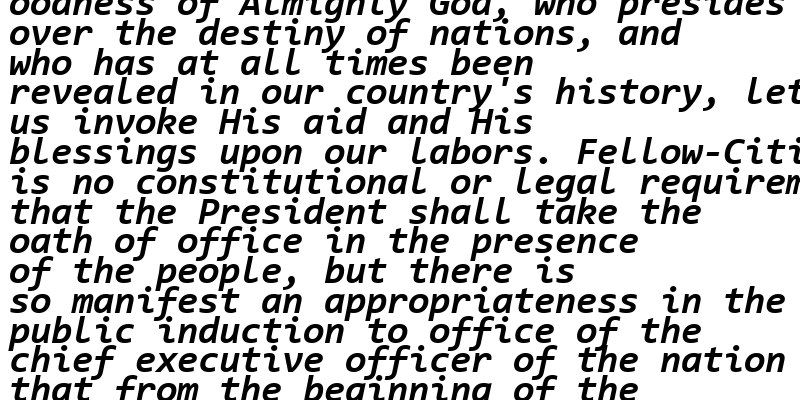 oodness of Almighty God, who presides
over the destiny of nations, and
who has at all times been
revealed in our country's history, let
us invoke His aid and His
blessings upon our labors. Fellow-Citi
is no constitutional or legal requirem
that the President shall take the
oath of office in the presence
of the people, but there is
so manifest an appropriateness in the
public induction to office of the
chief executive officer of the nation
that from the beginning of the